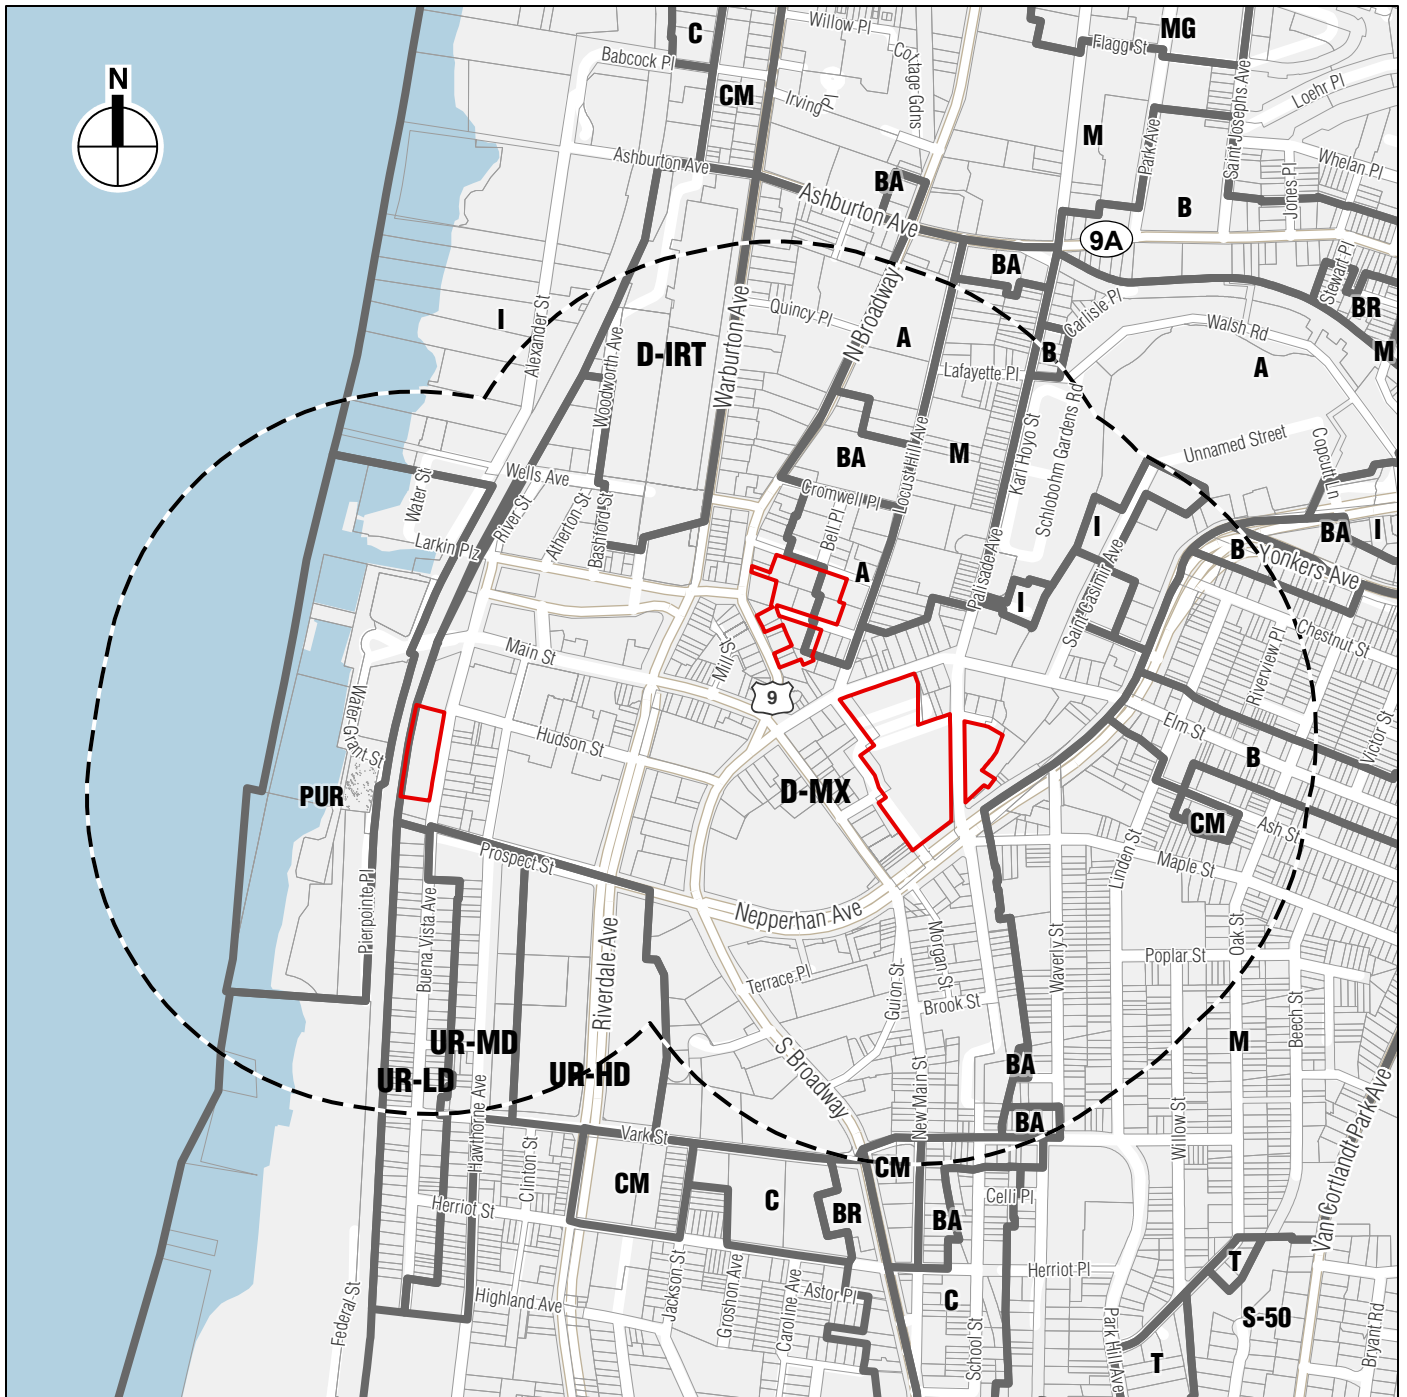 N
C
MG
Willow Pl
Flagg St
Babcock Pl
Cottage Gdns
CM
Irving Pl
Saint Josephs Ave
Loehr Pl
M
Park Ave
Ashburton Ave
Whelan Pl
BA
Ashburton Ave
B
Jones Pl
9A
BA
Stewart Pl
BR
Carlisle Pl
Walsh Rd
I
Alexander St
Quincy Pl
N Broadway
A
B
M
Warburton Ave
D-IRT
Woodworth Ave
Lafayette Pl
A
Schlobohm Gardens Rd
Karl Hoyo St
Locust Hill Ave
Unnamed Street
Copcutt Ln
BA
M
Wells Ave
Cromwell Pl
Water St
River St
Atherton St
Bashford St
Bell Pl
I
BA
I
B
Yonkers Ave
Larkin Plz
A
Palisade Ave
I
Saint Casimir Ave
Chestnut St
Riverview Pl
Main St
Mill St
9
Water Grant St
Elm St
Victor St
Hudson St
B
PUR
D-MX
CM
Ash St
Prospect St
Linden St
Maple St
Pierpointe Pl
Buena Vista Ave
Nepperhan Ave
Riverdale Ave
Morgan St
Waverly St
Oak St
Poplar St
Terrace Pl
Guion St
Brook St
Beech St
UR-MD
M
UR-LD
UR-HD
BA
S Broadway
New Main St
Hawthorne Ave
BA
Vark St
Willow St
Van Cortlandt Park Ave
Clinton St
CM
CM
C
BR
BA
Celli Pl
Herriot St
T
Herriot Pl
Federal St
Highland Ave
Jackson St
Groshon Ave
Caroline Ave
Astor Pl
C
School St
Park Hill Ave
S-50
T
Bryant Rd